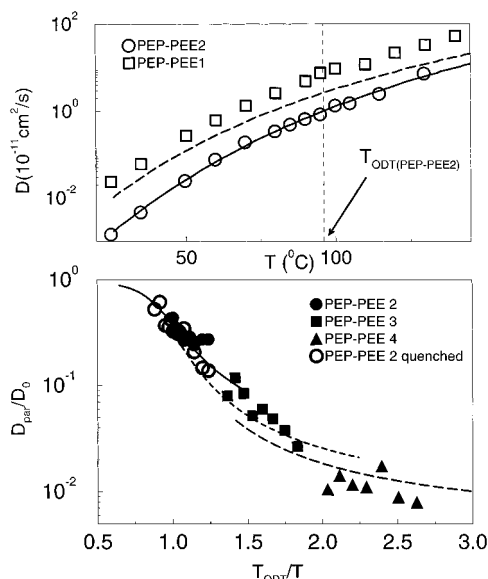 10²
PEP-PEE2
PEP-PEE1
D(10⁻¹¹cm²/s)
10⁰
T_ODT(PEP-PEE2)
10⁻²
50
100
T (°C)
10⁰
PEP-PEE 2
PEP-PEE 3
PEP-PEE 4
PEP-PEE 2 quenched
D_par/D_0
10⁻¹
10⁻²
0.5
1.0
1.5
2.0
2.5
3.0
T_ODT/T